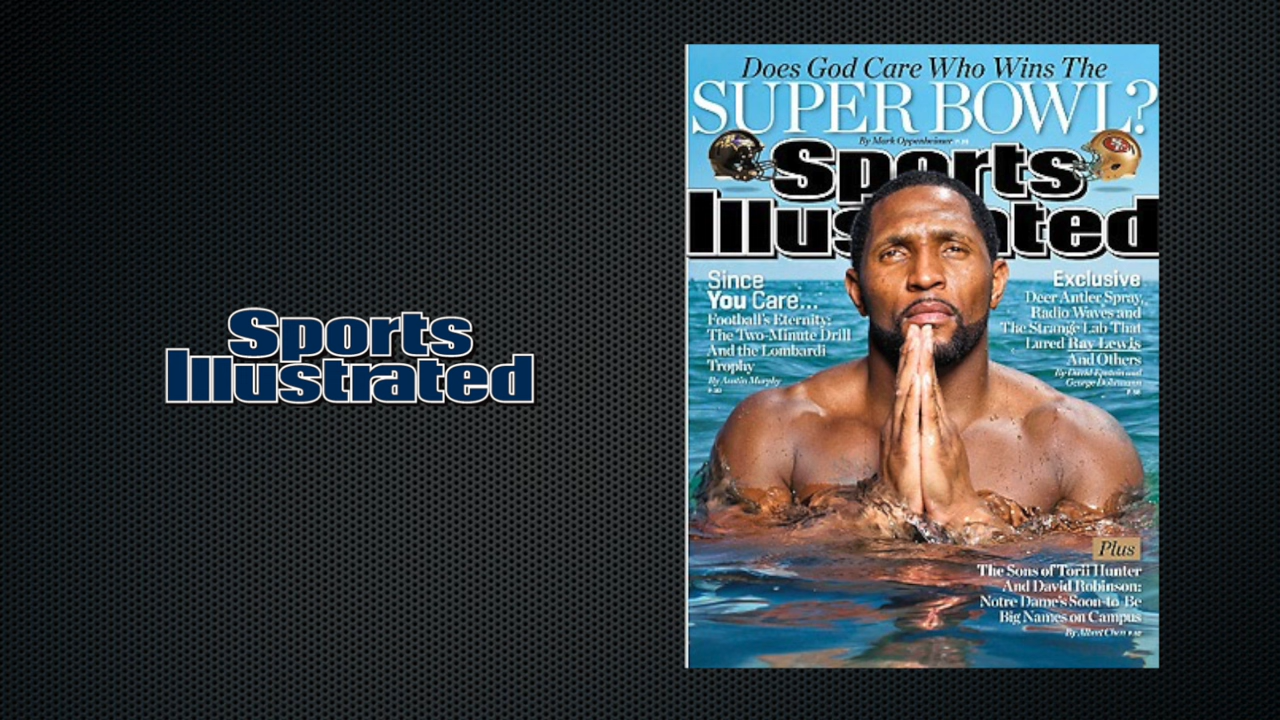 Sports
Illustrated
Does God Care Who Wins The
SUPER BOWL?
By Mark Oppenheimer
Sports
Illus ated
Since
You Care...
Football's Eternity:
The Two-Minute Drill
And the Lombardi
Trophy
By Austin Murphy
Exclusive
Deer Antler Spray,
Radio Waves and
The Strange Lab That
Lured Ray Lewis
And Others
By David Epstein and
George Dohrmann
Plus
The Sons of Torii Hunter
And David Robinson:
Notre Dame's Soon-to-Be
Big Names on Campus
By Albert Chen